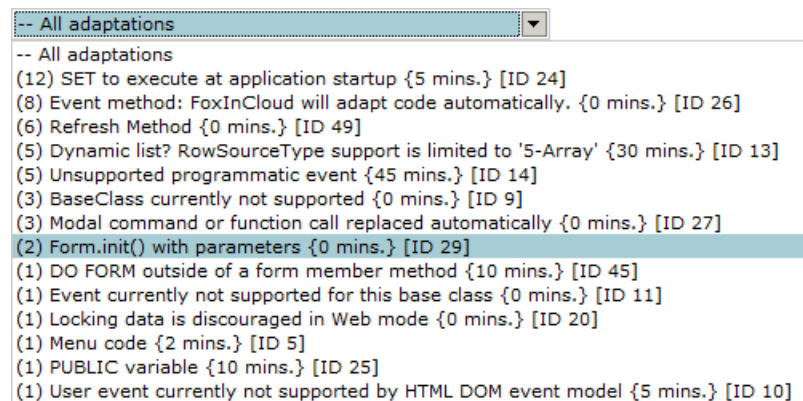 -- All adaptations
-- All adaptations
(12) SET to execute at application startup {5 mins.} [ID 24]
(8) Event method: FoxInCloud will adapt code automatically. {0 mins.} [ID 26]
(6) Refresh Method {0 mins.} [ID 49]
(5) Dynamic list? RowSourceType support is limited to '5-Array' {30 mins.} [ID 13]
(5) Unsupported programmatic event {45 mins.} [ID 14]
(3) BaseClass currently not supported {0 mins.} [ID 9]
(3) Modal command or function call replaced automatically {0 mins.} [ID 27]
(2) Form.init() with parameters {0 mins.} [ID 29]
(1) DO FORM outside of a form member method {10 mins.} [ID 45]
(1) Event currently not supported for this base class {0 mins.} [ID 11]
(1) Locking data is discouraged in Web mode {0 mins.} [ID 20]
(1) Menu code {2 mins.} [ID 5]
(1) PUBLIC variable {10 mins.} [ID 25]
(1) User event currently not supported by HTML DOM event model {5 mins.} [ID 10]